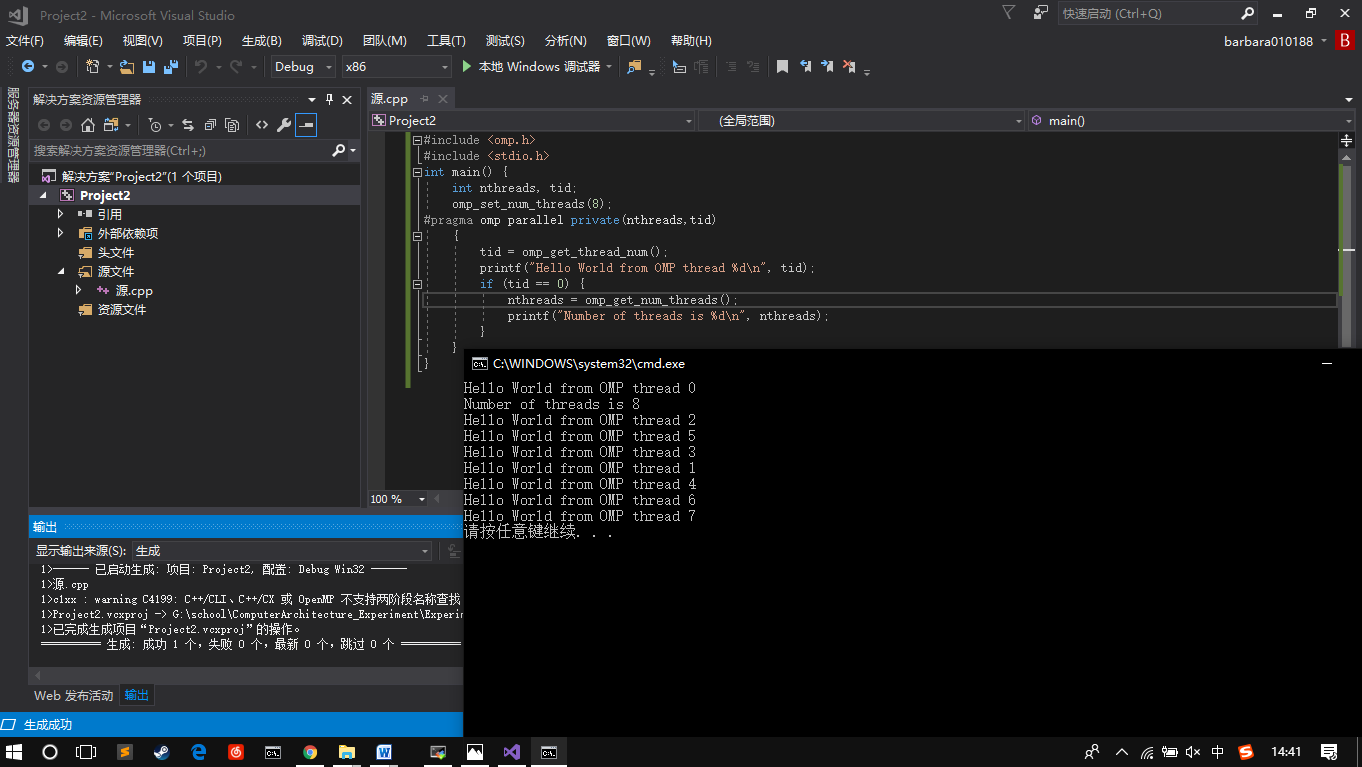 Project2 - Microsoft Visual Studio
快速启动 (Ctrl+Q)
文件(F) 编辑(E) 视图(V) 项目(P) 生成(B) 调试(D) 团队(M) 工具(T) 测试(S) 分析(N) 窗口(W) 帮助(H)
barbara010188 B
Debug x86 本地 Windows 调试器
服务器资源管理器
解决方案资源管理器
搜索解决方案资源管理器(Ctrl+;)
解决方案"Project2"(1 个项目)
Project2
引用
外部依赖项
头文件
源文件
源.cpp
资源文件
源.cpp
Project2 (全局范围) main()
#include <omp.h>
#include <stdio.h>
int main() {
int nthreads, tid;
omp_set_num_threads(8);
#pragma omp parallel private(nthreads,tid)
{
tid = omp_get_thread_num();
printf("Hello World from OMP thread %d\n", tid);
if (tid == 0) {
nthreads = omp_get_num_threads();
printf("Number of threads is %d\n", nthreads);
}
}
}
100 %
C:\WINDOWS\system32\cmd.exe
Hello World from OMP thread 0
Number of threads is 8
Hello World from OMP thread 2
Hello World from OMP thread 5
Hello World from OMP thread 3
Hello World from OMP thread 1
Hello World from OMP thread 4
Hello World from OMP thread 6
Hello World from OMP thread 7
请按任意键继续. . .
输出
显示输出来源(S): 生成
1>------ 已启动生成: 项目: Project2, 配置: Debug Win32 ------
1>源.cpp
1>c1xx : warning C4199: C++/CLI、C++/CX 或 OpenMP 不支持两阶段名称查找
1>Project2.vcxproj -> G:\school\ComputerArchitecture_Experiment\Experim
1>已完成生成项目“Project2.vcxproj”的操作。
========== 生成: 成功 1 个，失败 0 个，最新 0 个，跳过 0 个 ==========
Web 发布活动 输出
生成成功
中 14:41